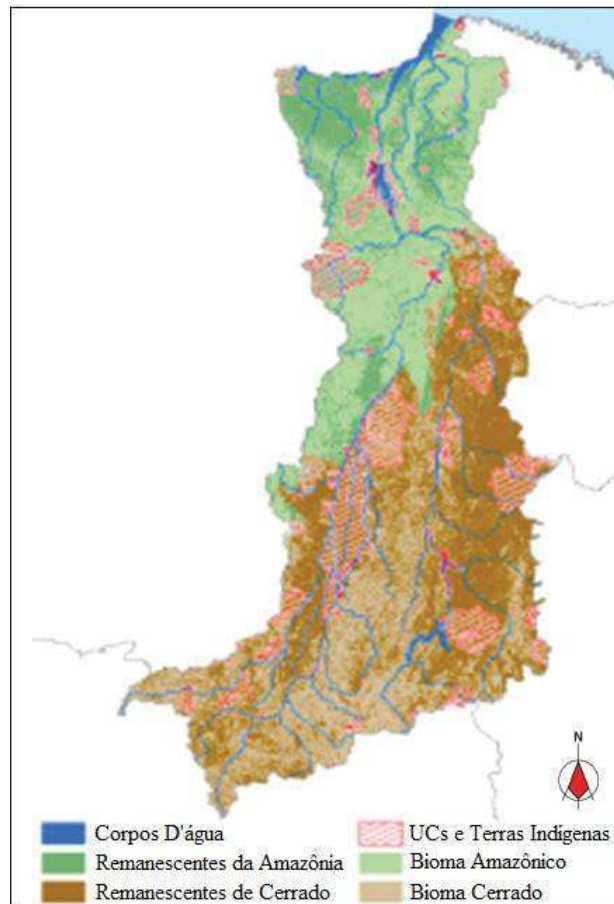 N
Corpos D'água
UCs e Terras Indígenas
Remanescentes da Amazônia
Bioma Amazônico
Remanescentes de Cerrado
Bioma Cerrado